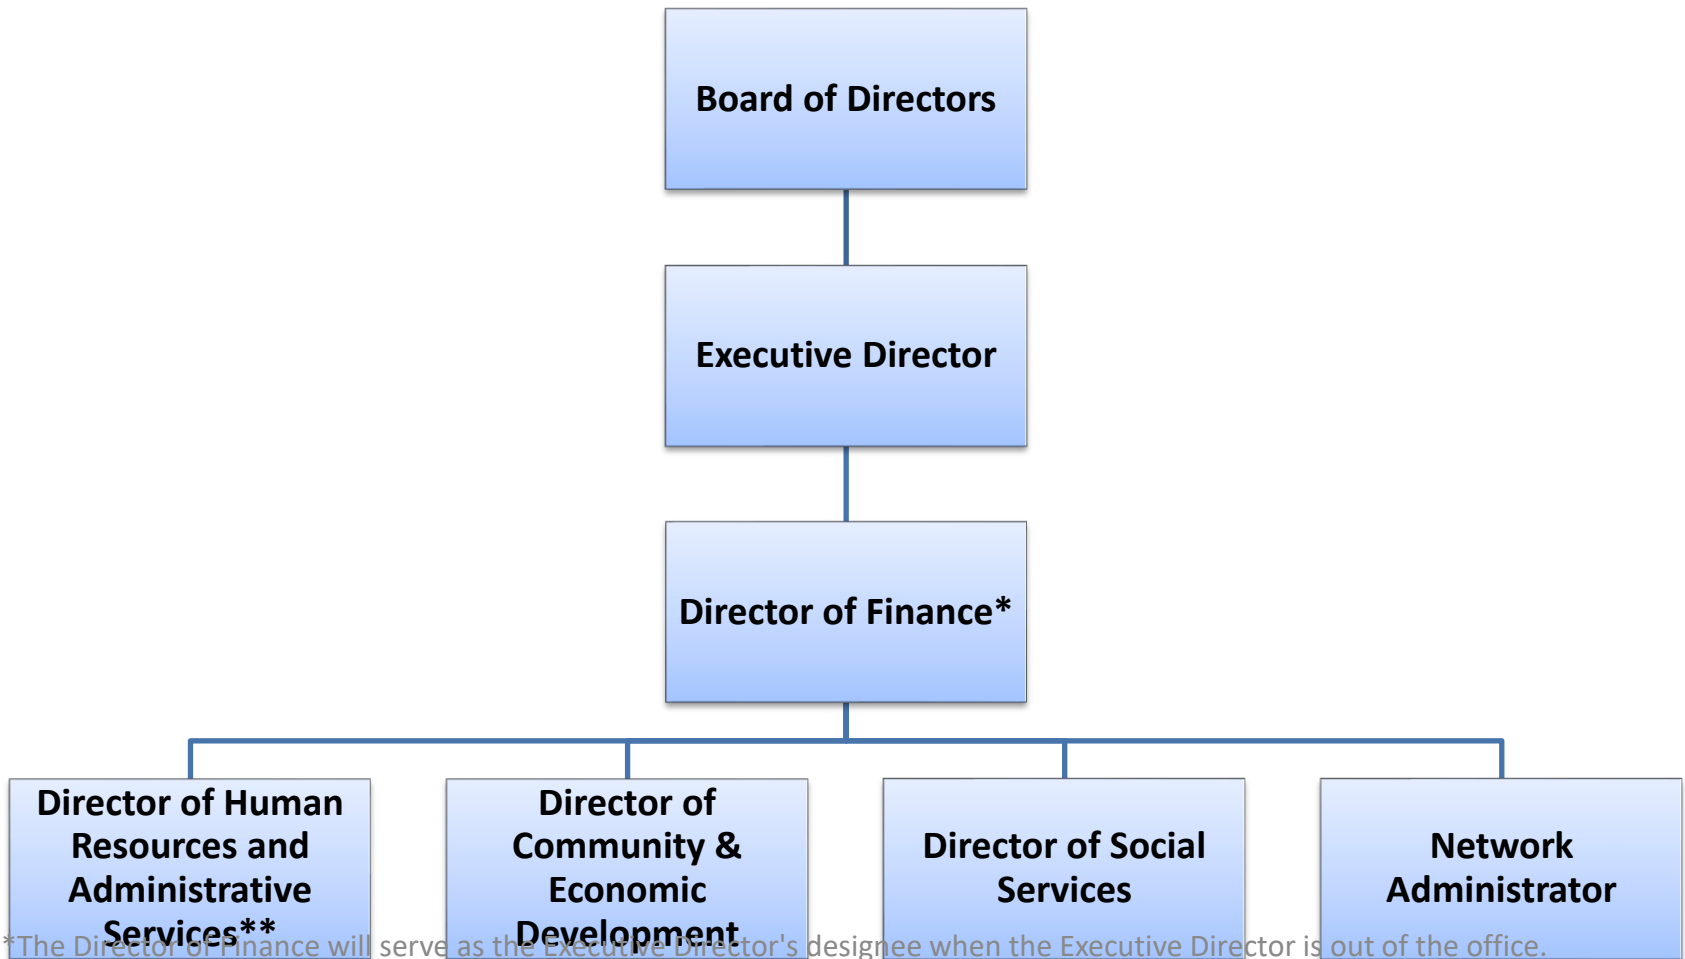 Board of Directors
Executive Director
Director of Finance*
Director of Human
Resources and
Administrative
Services**
Director of
Community &
Economic
Development
Director of Social
Services
Network
Administrator
*The Director of Finance will serve as the Executive Director's designee when the Executive Director is out of the office.